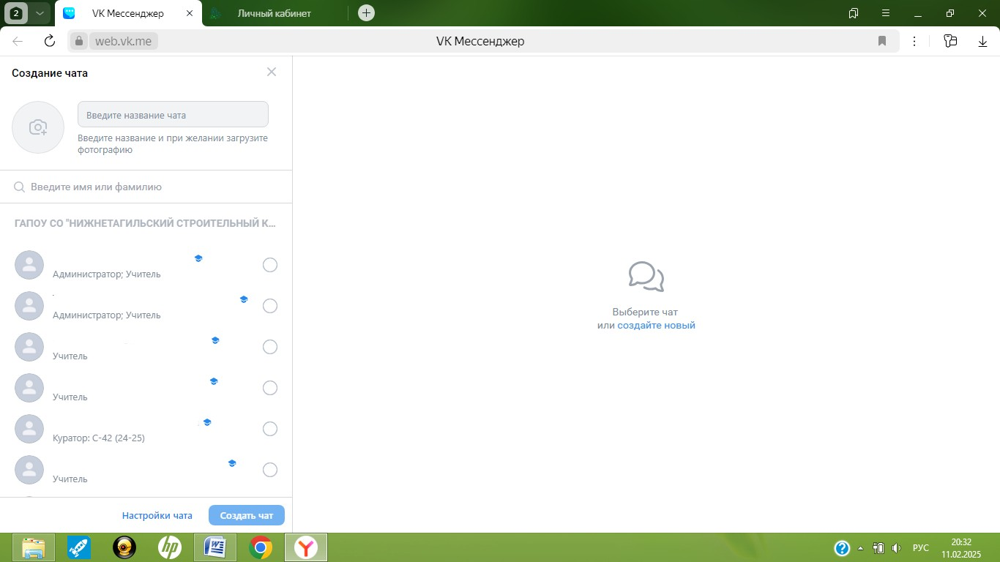 2
VK Мессенджер
Личный кабинет
web.vk.me
VK Мессенджер
Создание чата
Введите название чата
Введите название и при желании загрузите
фотографию
Введите имя или фамилию
ГАПОУ СО "НИЖНЕТАГИЛЬСКИЙ СТРОИТЕЛЬНЫЙ К...
Администратор; Учитель
Администратор; Учитель
Учитель
Учитель
Куратор: С-42 (24-25)
Учитель
Выберите чат
или создайте новый
Настройки чата
Создать чат
hp
W
Y
?
РУС
20:32
11.02.2025